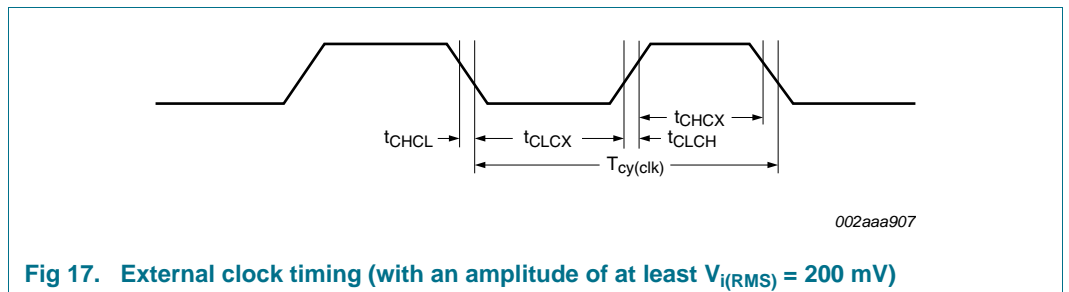 tCHCX
tCHCL
tCLCX
tCLCH
Tcy(clk)
002aaa907
Fig 17. External clock timing (with an amplitude of at least Vi(RMS) = 200 mV)